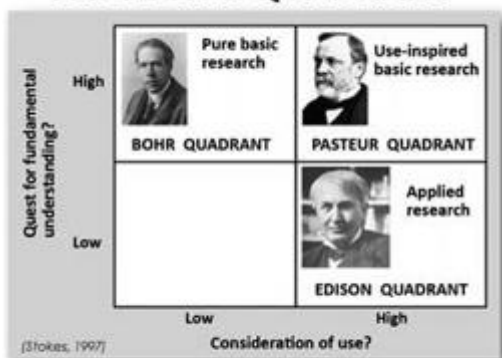 Pure basic
research
BOHR QUADRANT
Use-inspired
basic research
PASTEUR QUADRANT
Applied
research
EDISON QUADRANT
Quest for fundamental
understanding?
High
Low
Low
High
Consideration of use?
(Stokes, 1997)